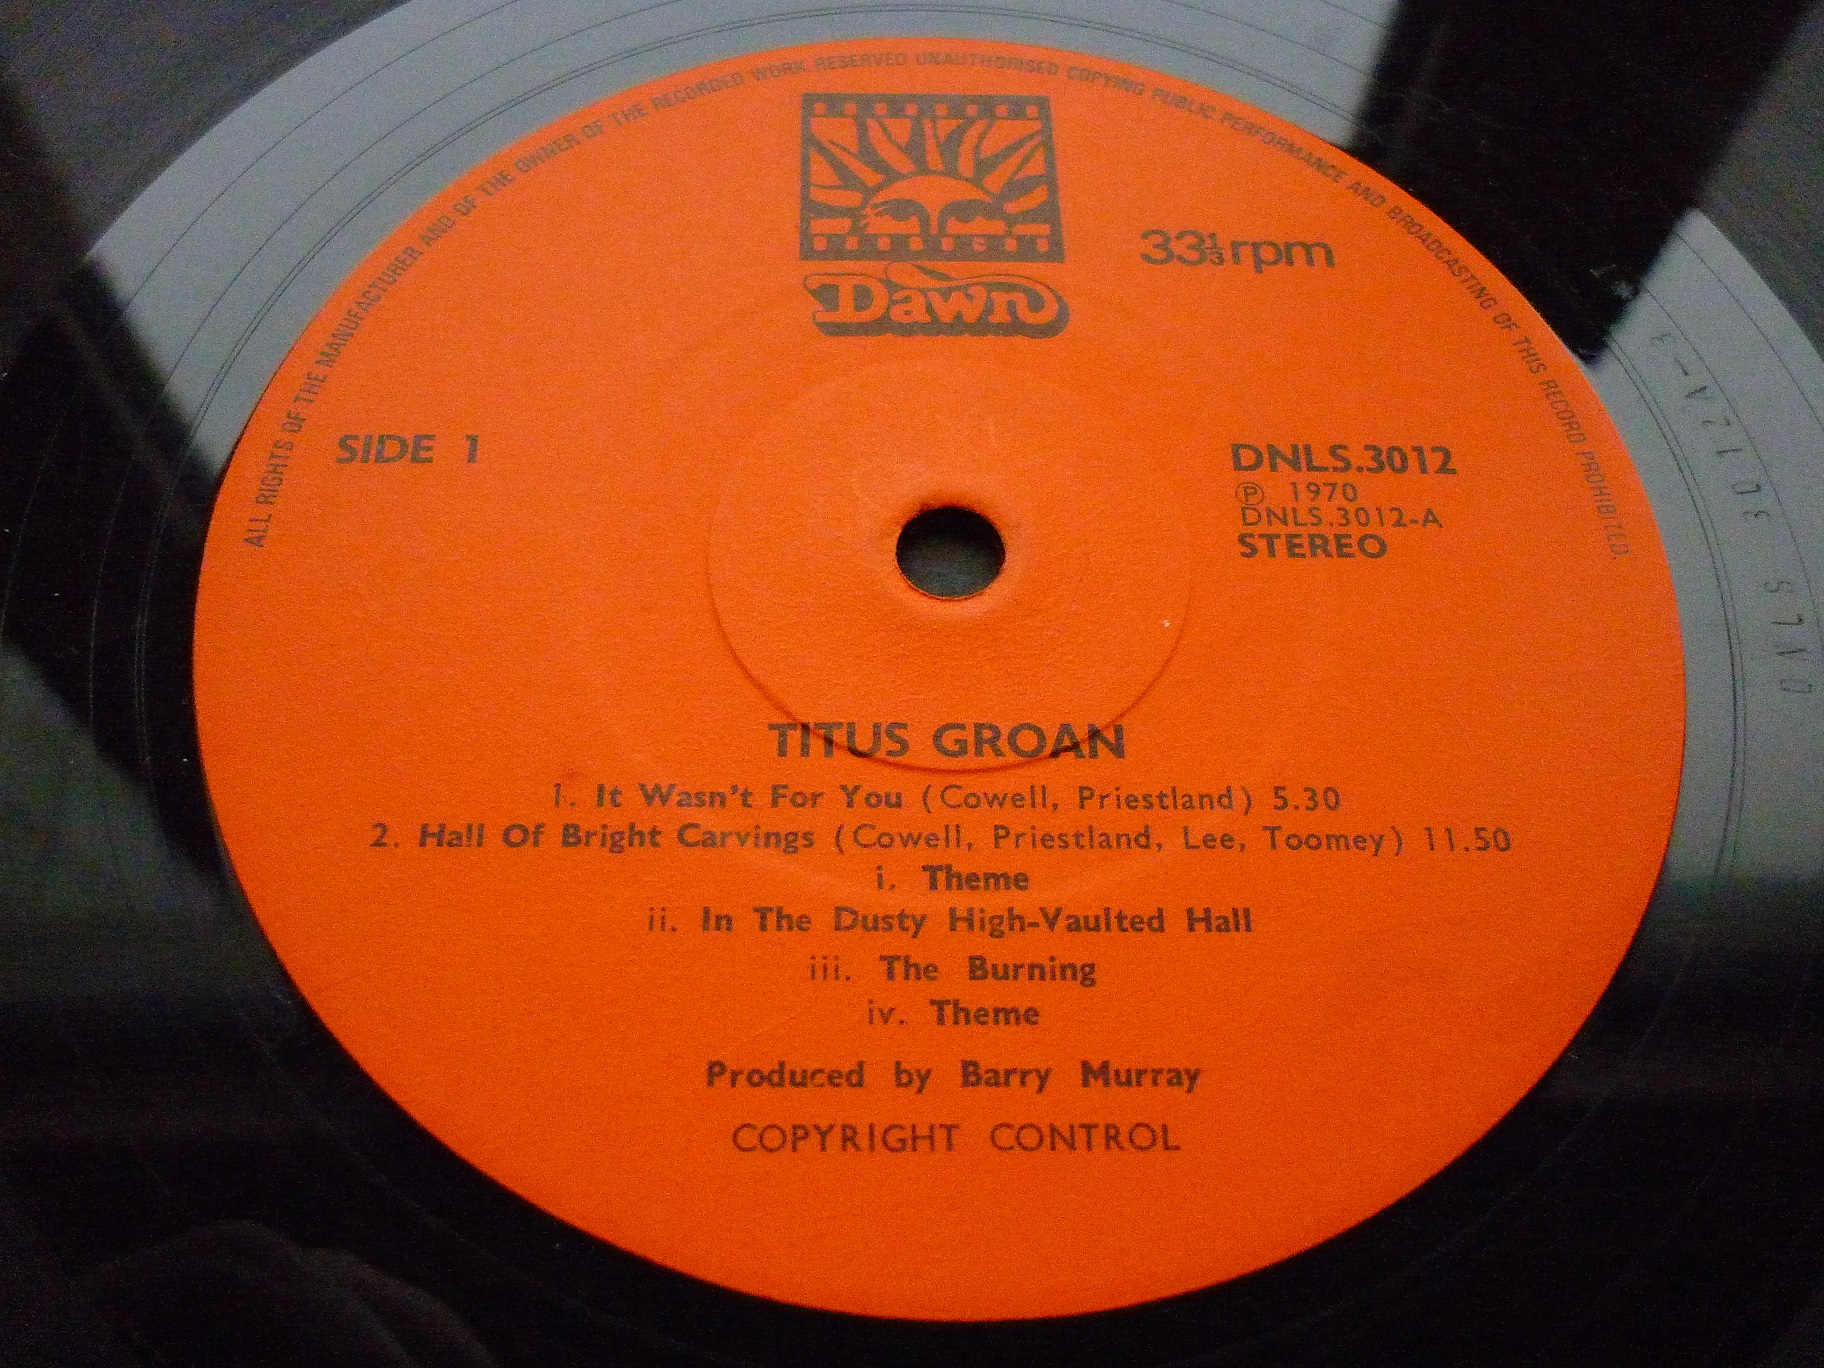 ALL RIGHTS OF THE MANUFACTURER AND OF THE OWNER OF THE RECORDED WORK RESERVED UNAUTHORISED COPYING PUBLIC PERFORMANCE AND BROADCASTING OF THIS RECORD PROHIBITED.
Dawn
33⅓rpm
SIDE 1
DNLS.3012
Ⓟ 1970
DNLS.3012-A
STEREO
DNLS 3012A-3
TITUS GROAN
1. It Wasn't For You (Cowell, Priestland) 5.30
2. Hall Of Bright Carvings (Cowell, Priestland, Lee, Toomey) 11.50
i. Theme
ii. In The Dusty High-Vaulted Hall
iii. The Burning
iv. Theme
Produced by Barry Murray
COPYRIGHT CONTROL